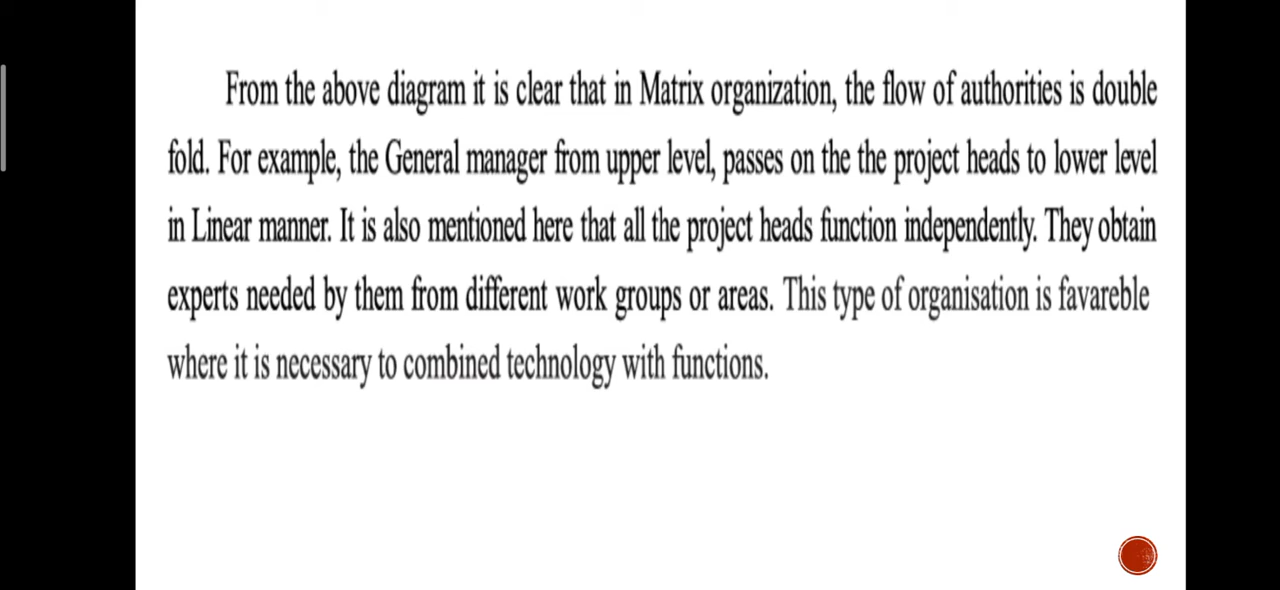 From the above diagram it is clear that in Matrix organization, the flow of authorities is double
fold. For example, the General manager from upper level, passes on the the project heads to lower level
in Linear manner. It is also mentioned here that all the project heads function independently. They obtain
experts needed by them from different work groups or areas. This type of organisation is favareble
where it is necessary to combined technology with functions.